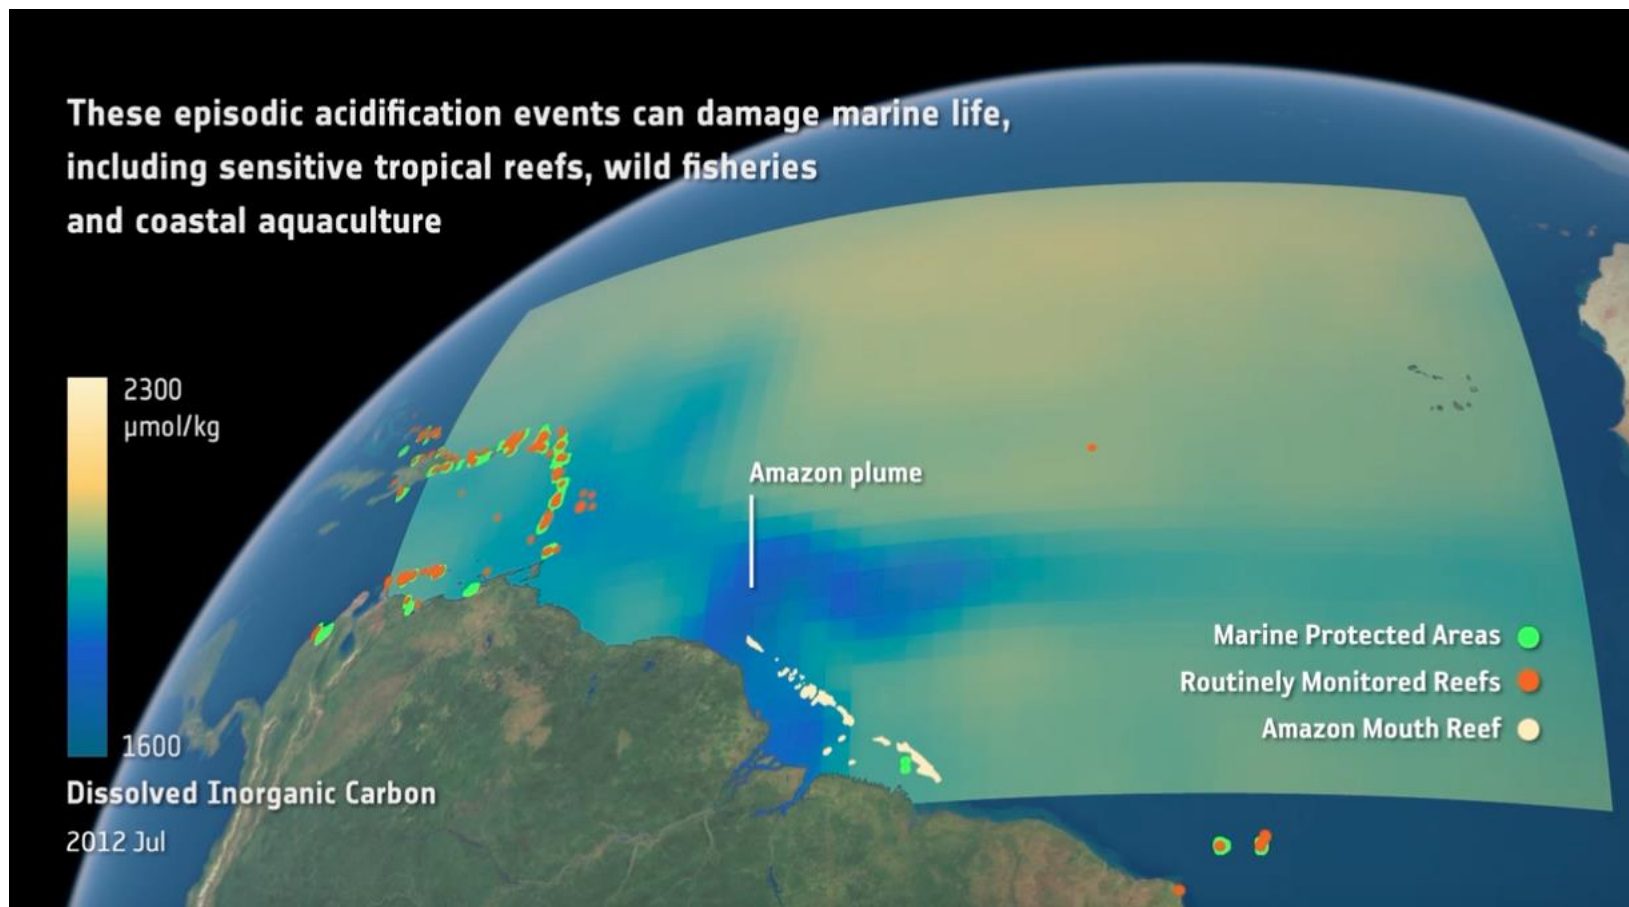 These episodic acidification events can damage marine life,
including sensitive tropical reefs, wild fisheries
and coastal aquaculture
2300
µmol/kg
Amazon plume
Marine Protected Areas
Routinely Monitored Reefs
Amazon Mouth Reef
1600
Dissolved Inorganic Carbon
2012 Jul